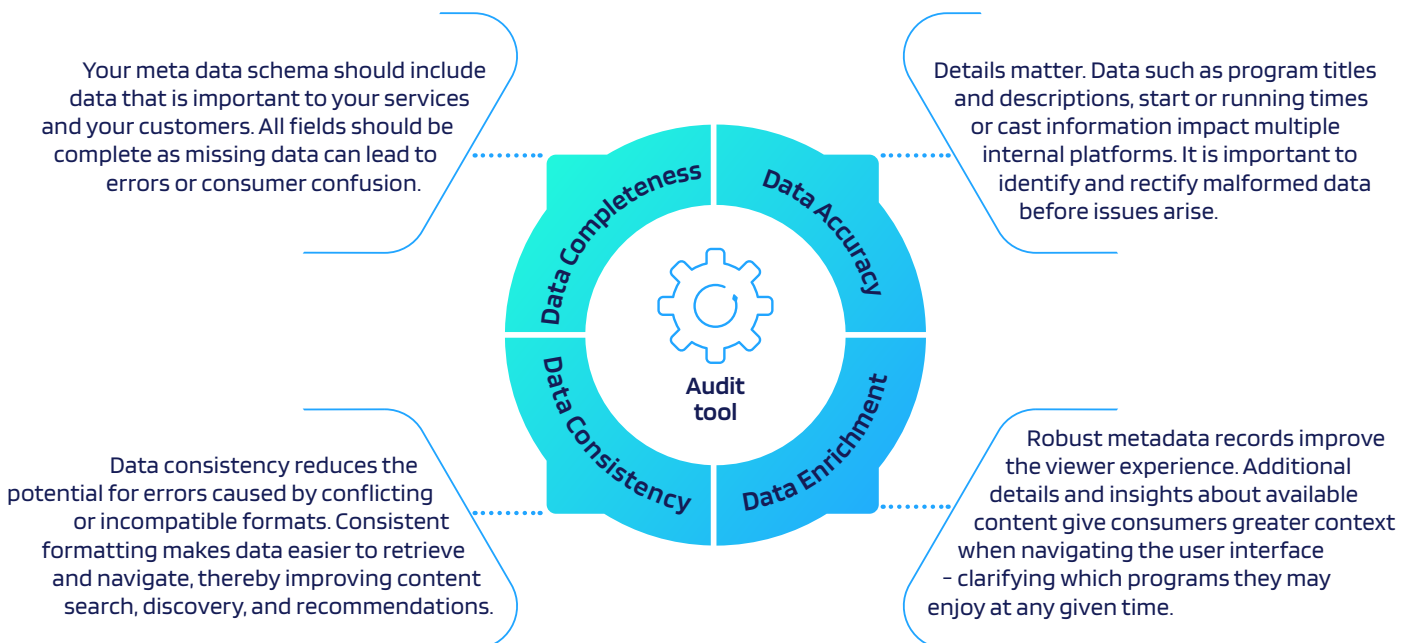 Your meta data schema should include
data that is important to your services
and your customers. All fields should be
complete as missing data can lead to
errors or consumer confusion.
Details matter. Data such as program titles
and descriptions, start or running times
or cast information impact multiple
internal platforms. It is important to
identify and rectify malformed data
before issues arise.
Data Completeness
Data Accuracy
Audit
tool
Data Consistency
Data Enrichment
Data consistency reduces the
potential for errors caused by conflicting
or incompatible formats. Consistent
formatting makes data easier to retrieve
and navigate, thereby improving content
search, discovery, and recommendations.
Robust metadata records improve
the viewer experience. Additional
details and insights about available
content give consumers greater context
when navigating the user interface
- clarifying which programs they may
enjoy at any given time.